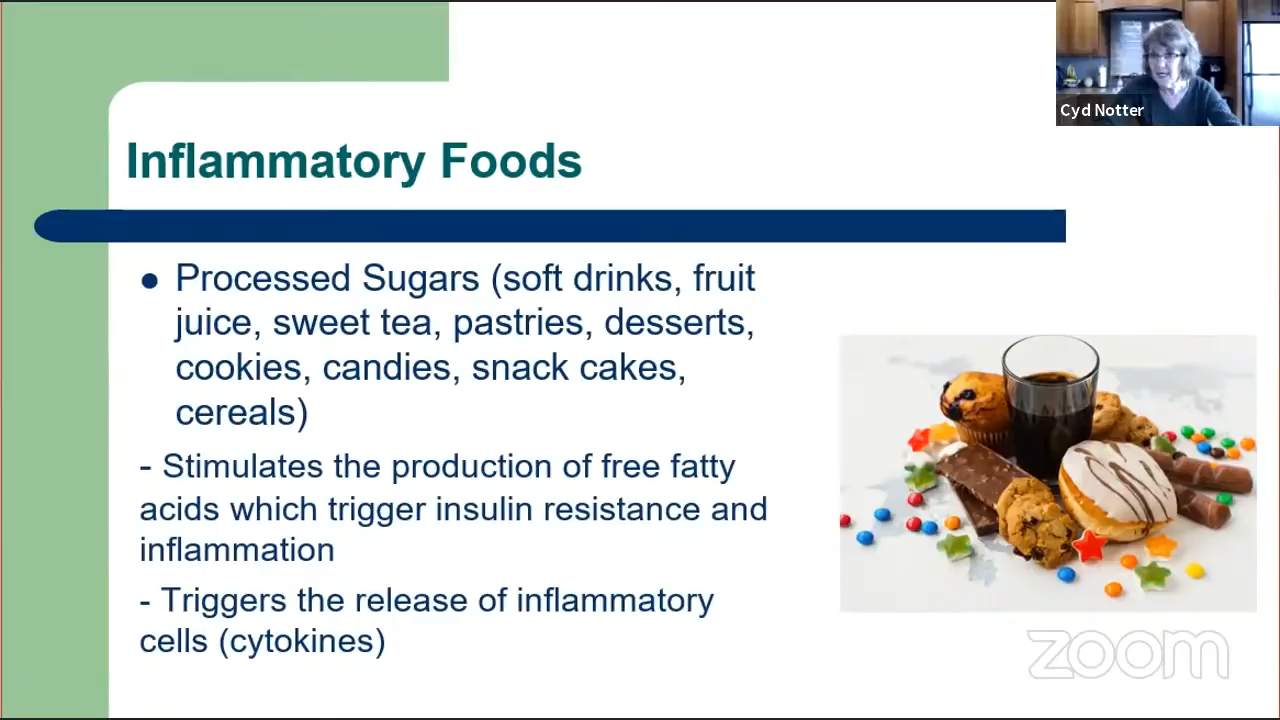 Cyd Notter
Inflammatory Foods
● Processed Sugars (soft drinks, fruit
juice, sweet tea, pastries, desserts,
cookies, candies, snack cakes,
cereals)
- Stimulates the production of free fatty
acids which trigger insulin resistance and
inflammation
- Triggers the release of inflammatory
cells (cytokines)
zoom